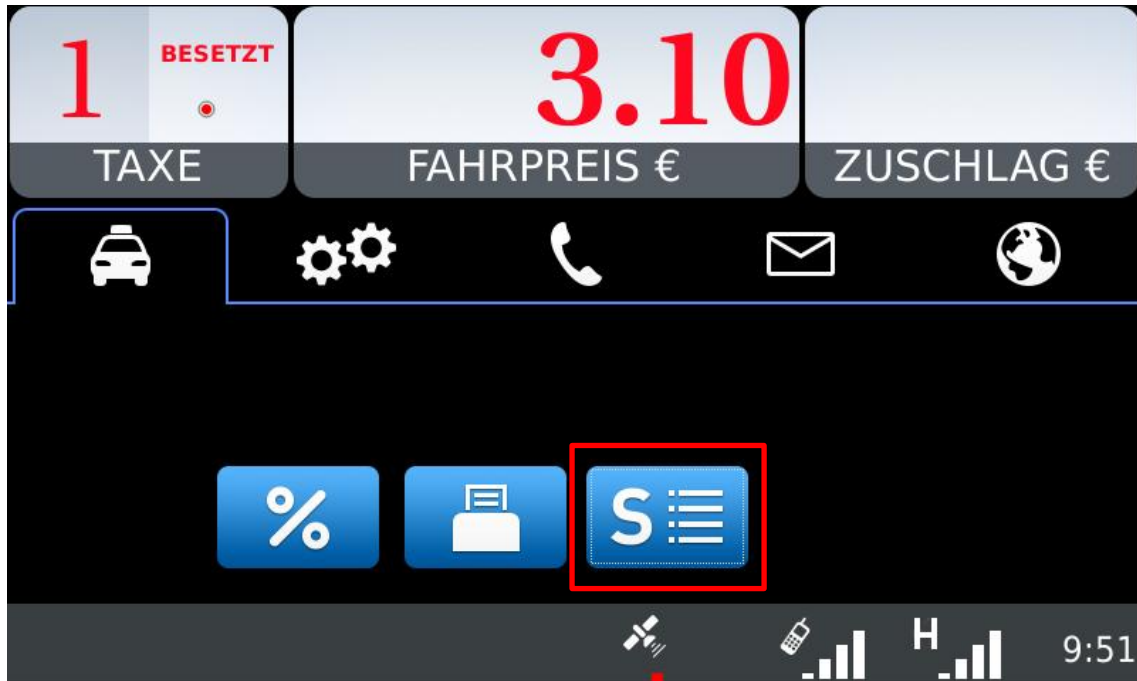 1 BESETZT 3.10
TAXE FAHRPREIS € ZUSCHLAG €
% S
H 9:51